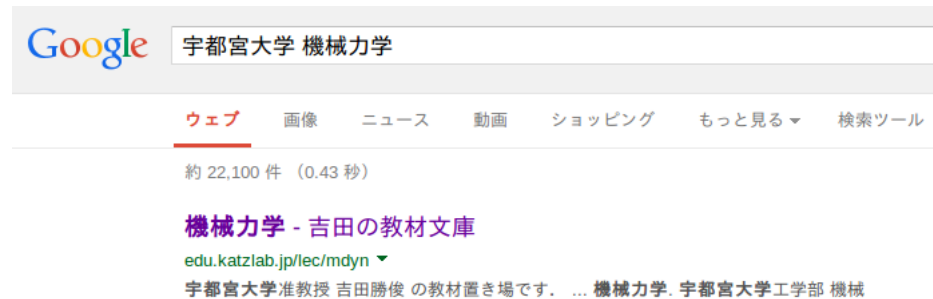 Google 宇都宮大学 機械力学
ウェブ 画像 ニュース 動画 ショッピング もっと見る 検索ツール
約 22,100 件 （0.43 秒）
機械力学 - 吉田の教材文庫
edu.katzlab.jp/lec/mdyn
宇都宮大学准教授 吉田勝俊 の教材置き場です． ... 機械力学. 宇都宮大学工学部 機械